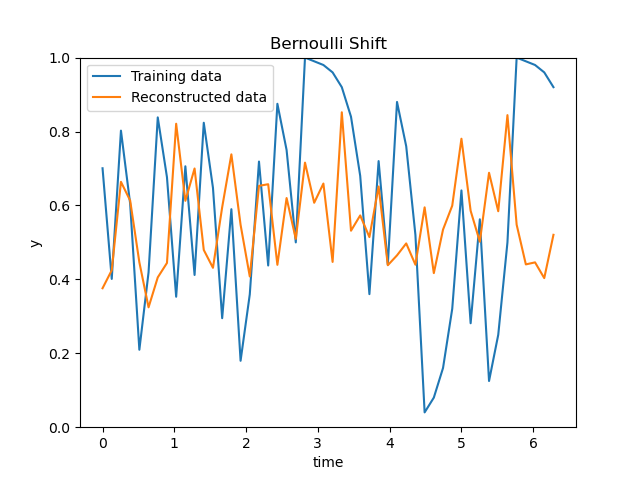 Bernoulli Shift
Training data
Reconstructed data
1.0
0.8
0.6
0.4
0.2
0.0
y
0 1 2 3 4 5 6
time